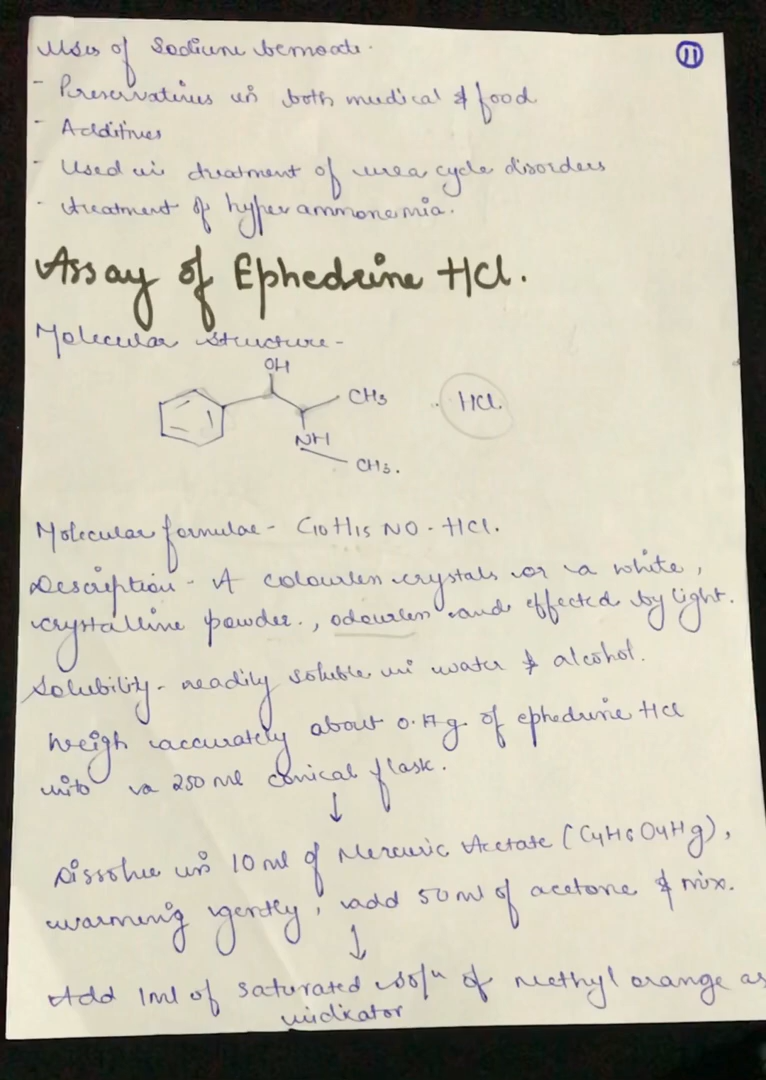 Uses of Sodium benzoate.
11
- Preservatives in both medical & food
- Additives
- Used in treatment of urea cycle disorders
- treatment of hyperammonemia.
Assay of Ephedrine HCl.
Molecular structure -
OH
CH3
. HCl.
NH
CH3.
Molecular formulae - C10H15 NO . HCl.
Description - A colourless crystals or a white,
crystalline powder., odourless and effected by light.
Solubility - readily soluble in water & alcohol.
Weigh accurately about 0.17g of ephedrine HCl
into a 250 ml conical flask.
↓
Dissolve in 10 ml of Mercuric Acetate (C4H6O4Hg),
warming gently, add 50 ml of acetone & mix.
↓
Add 1ml of saturated solⁿ of methyl orange as
indicator